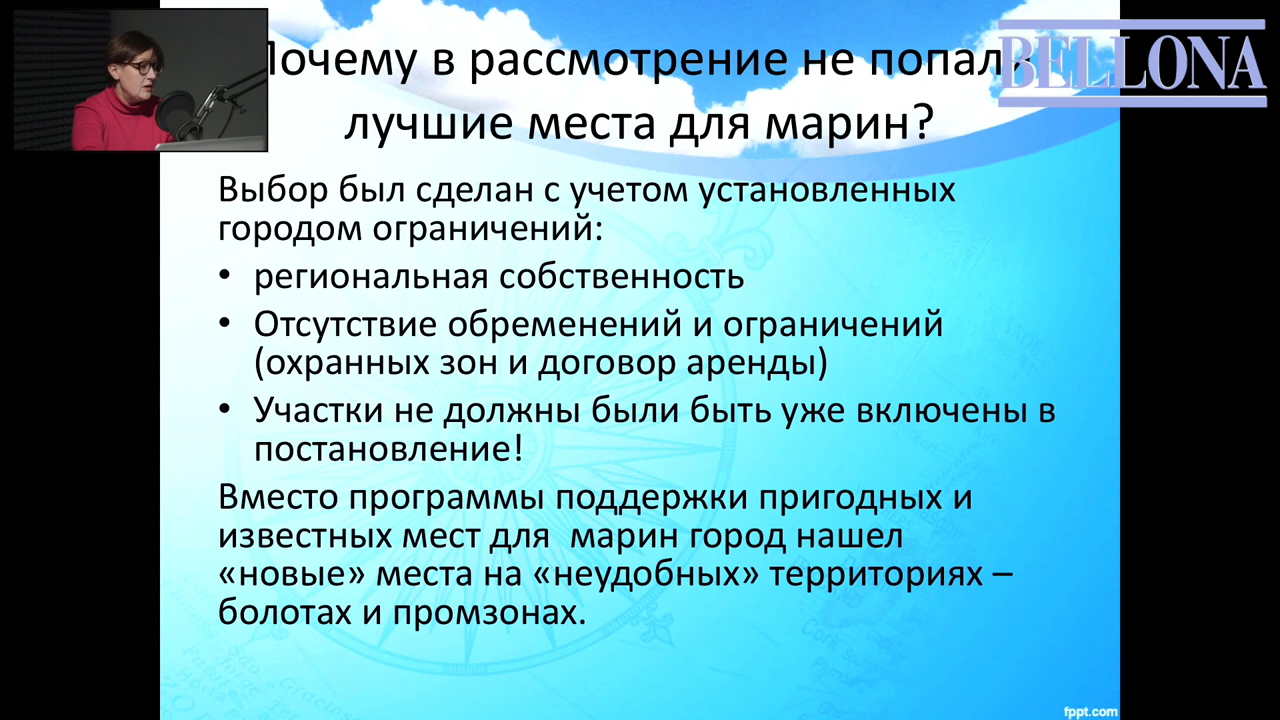 Почему в рассмотрение не попали
BELLONA
лучшие места для марин?
Выбор был сделан с учетом установленных
городом ограничений:
• региональная собственность
• Отсутствие обременений и ограничений
(охранных зон и договор аренды)
• Участки не должны были быть уже включены в
постановление!
Вместо программы поддержки пригодных и
известных мест для марин город нашел
«новые» места на «неудобных» территориях –
болотах и промзонах.
fppt.com